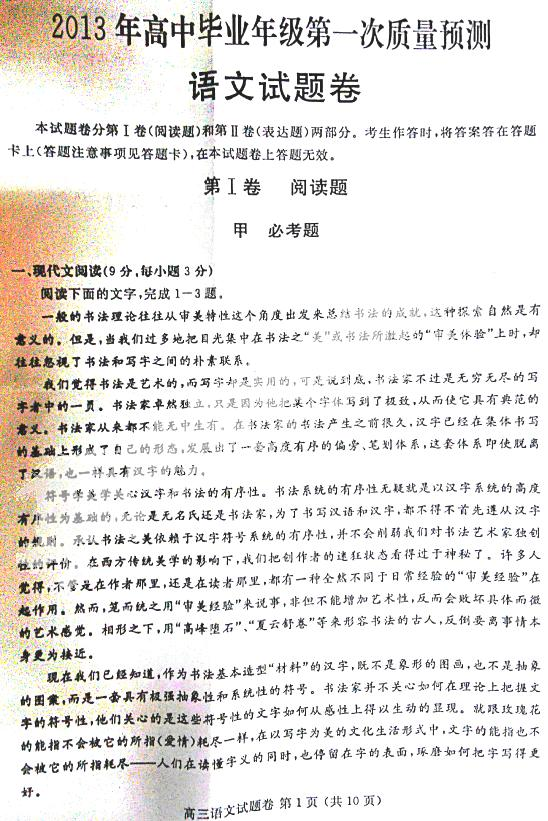 2013年高中毕业年级第一次质量预测
语文试题卷
本试题卷分第Ⅰ卷(阅读题)和第Ⅱ卷(表达题)两部分。考生作答时,将答案答在答题
卡上(答题注意事项见答题卡),在本试题卷上答题无效。
第Ⅰ卷 阅读题
甲 必考题
一、现代文阅读(9分,每小题3分)
阅读下面的文字,完成1—3题。
一般的书法理论往往从审美特性这个角度出发来总结书法的成就,这种探索自然是有
意义的。但是,当我们过多地把目光集中在书法之“美”或书法所激起的“审美体验”上时,却
往往忽视了书法和写字之间的朴素联系。
我们觉得书法是艺术的,而写字却是实用的,可是说到底,书法家不过是无穷无尽的写
字者中的一员。书法家卓然独立,只是因为他把某个字体写到了极致,从而使它具有典范的
意义。书法家从来都不能无中生有。在书法家的书法产生之前很久,汉字已经在集体书写
的基础上形成了自己的形态,发展出了一套高度有序的偏旁、笔划体系,这套体系即使脱离
了汉语,也一样具有汉字的魅力。
符号学美学关心汉字和书法的有序性。书法系统的有序性无疑就是以汉字系统的高度
有序性为基础的,无论是无名氏还是书法家,为了书写汉语和汉字,都不得不首先遵从汉字
的规则。承认书法之美依赖于汉字符号系统的有序性,并不会削弱我们对书法艺术家独创
性的评价。在西方传统美学的影响下,我们把创作者的迷狂状态看得过于神秘了。许多人
觉得,不管是在作者那里,还是在读者那里,都有一种全然不同于日常经验的“审美经验”在
起作用。然而,笼而统之用“审美经验”来说事,非但不能增加艺术性,反而会败坏具体而微
的艺术感觉。相形之下,用“高峰堕石”、“夏云舒卷”等来形容书法的古人,反倒要离事情本
身更为接近。
现在我们已经知道,作为书法基本造型“材料”的汉字,既不是象形的图画,也不是抽象
的图案,而是一套具有极强抽象性和系统性的符号。书法家并不关心如何在理论上把握文
字的符号性,他们关心的是这些符号性的文字如何从感性上得以生动的显现。就跟玫瑰花
的能指不会被它的所指(爱情)耗尽一样,在以写字为美的文化生活形式中,文字的能指也不
会被它的所指耗尽——人们在读懂字义的同时,也停留在字的表面,琢磨如何把字写得更
好。
高三语文试题卷 第1页(共10页)